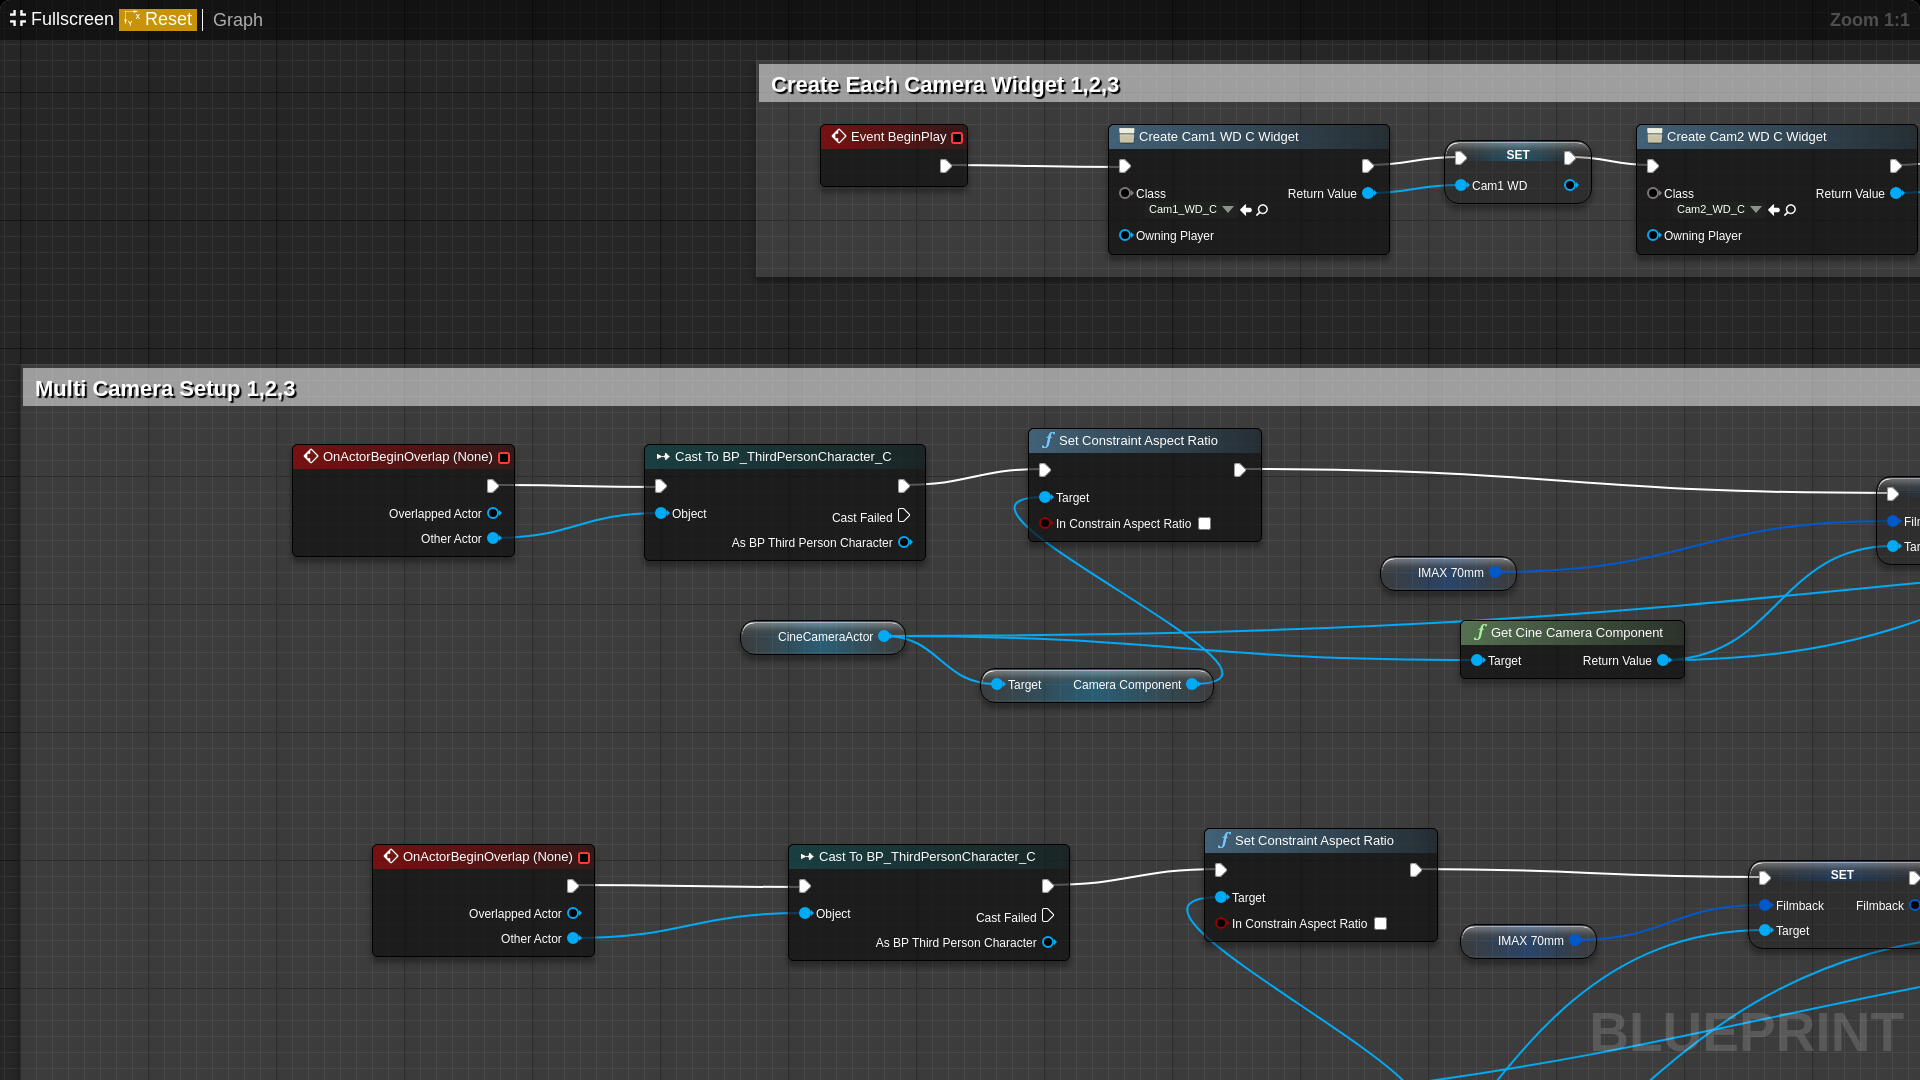 Fullscreen Reset Graph Zoom 1:1
Create Each Camera Widget 1,2,3
Event BeginPlay
Create Cam1 WD C Widget
Class
Return Value
Cam1_WD_C
Owning Player
SET
Cam1 WD
Create Cam2 WD C Widget
Class
Return Value
Cam2_WD_C
Owning Player
Multi Camera Setup 1,2,3
OnActorBeginOverlap (None)
Overlapped Actor
Other Actor
Cast To BP_ThirdPersonCharacter_C
Object
Cast Failed
As BP Third Person Character
Set Constraint Aspect Ratio
Target
In Constrain Aspect Ratio
IMAX 70mm
CineCameraActor
Target Camera Component
Get Cine Camera Component
Target Return Value
OnActorBeginOverlap (None)
Overlapped Actor
Other Actor
Cast To BP_ThirdPersonCharacter_C
Object
Cast Failed
As BP Third Person Character
Set Constraint Aspect Ratio
Target
In Constrain Aspect Ratio
IMAX 70mm
SET
Filmback Filmback
Target
BLUEPRINT